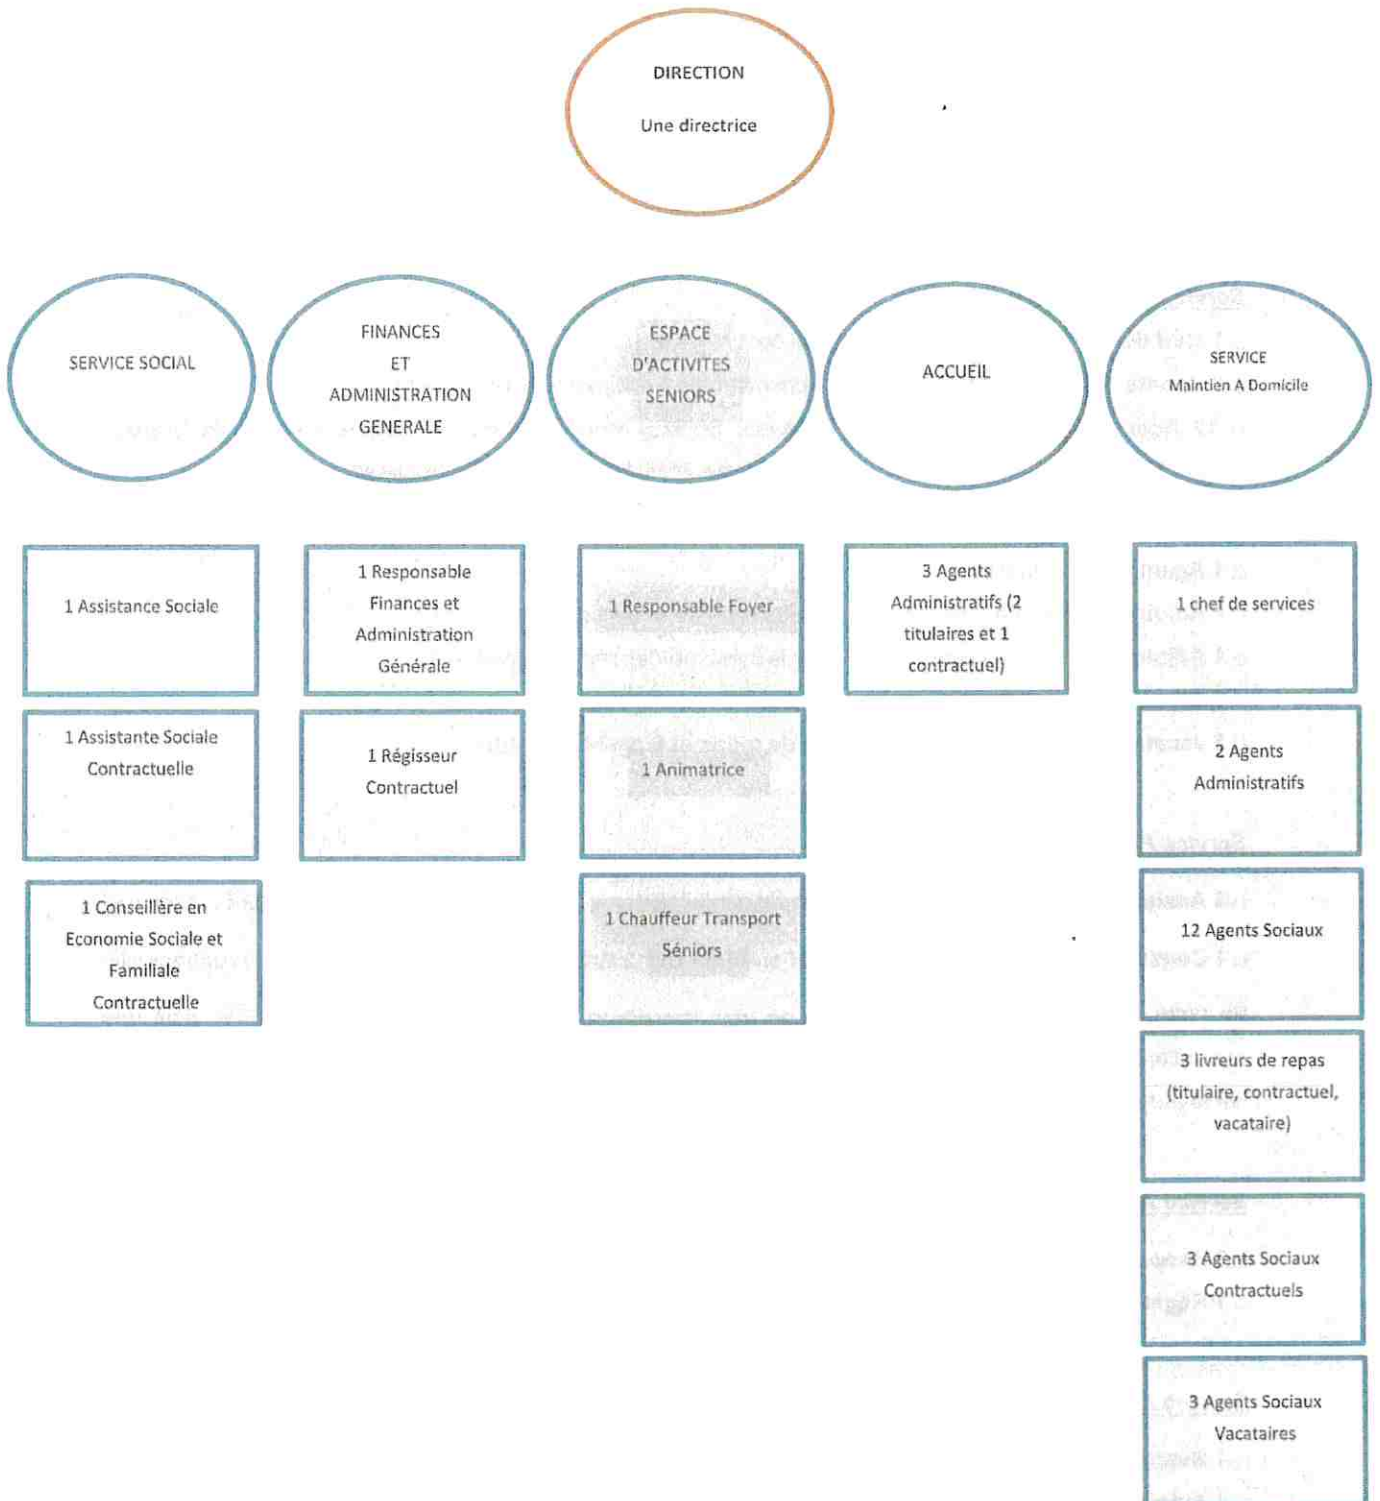 DIRECTION
Une directrice
SERVICE SOCIAL
FINANCES
ET
ADMINISTRATION
GENERALE
ESPACE
D'ACTIVITES
SENIORS
ACCUEIL
SERVICE
Maintien A Domicile
1 Assistance Sociale
1 Assistante Sociale
Contractuelle
1 Conseillère en
Economie Sociale et
Familiale
Contractuelle
1 Responsable
Finances et
Administration
Générale
1 Régisseur
Contractuel
1 Responsable Foyer
1 Animatrice
1 Chauffeur Transport
Séniors
3 Agents
Administratifs (2
titulaires et 1
contractuel)
1 chef de services
2 Agents
Administratifs
12 Agents Sociaux
3 livreurs de repas
(titulaire, contractuel,
vacataire)
3 Agents Sociaux
Contractuels
3 Agents Sociaux
Vacataires